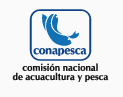 conapesca
comisión nacional
de acuacultura y pesca